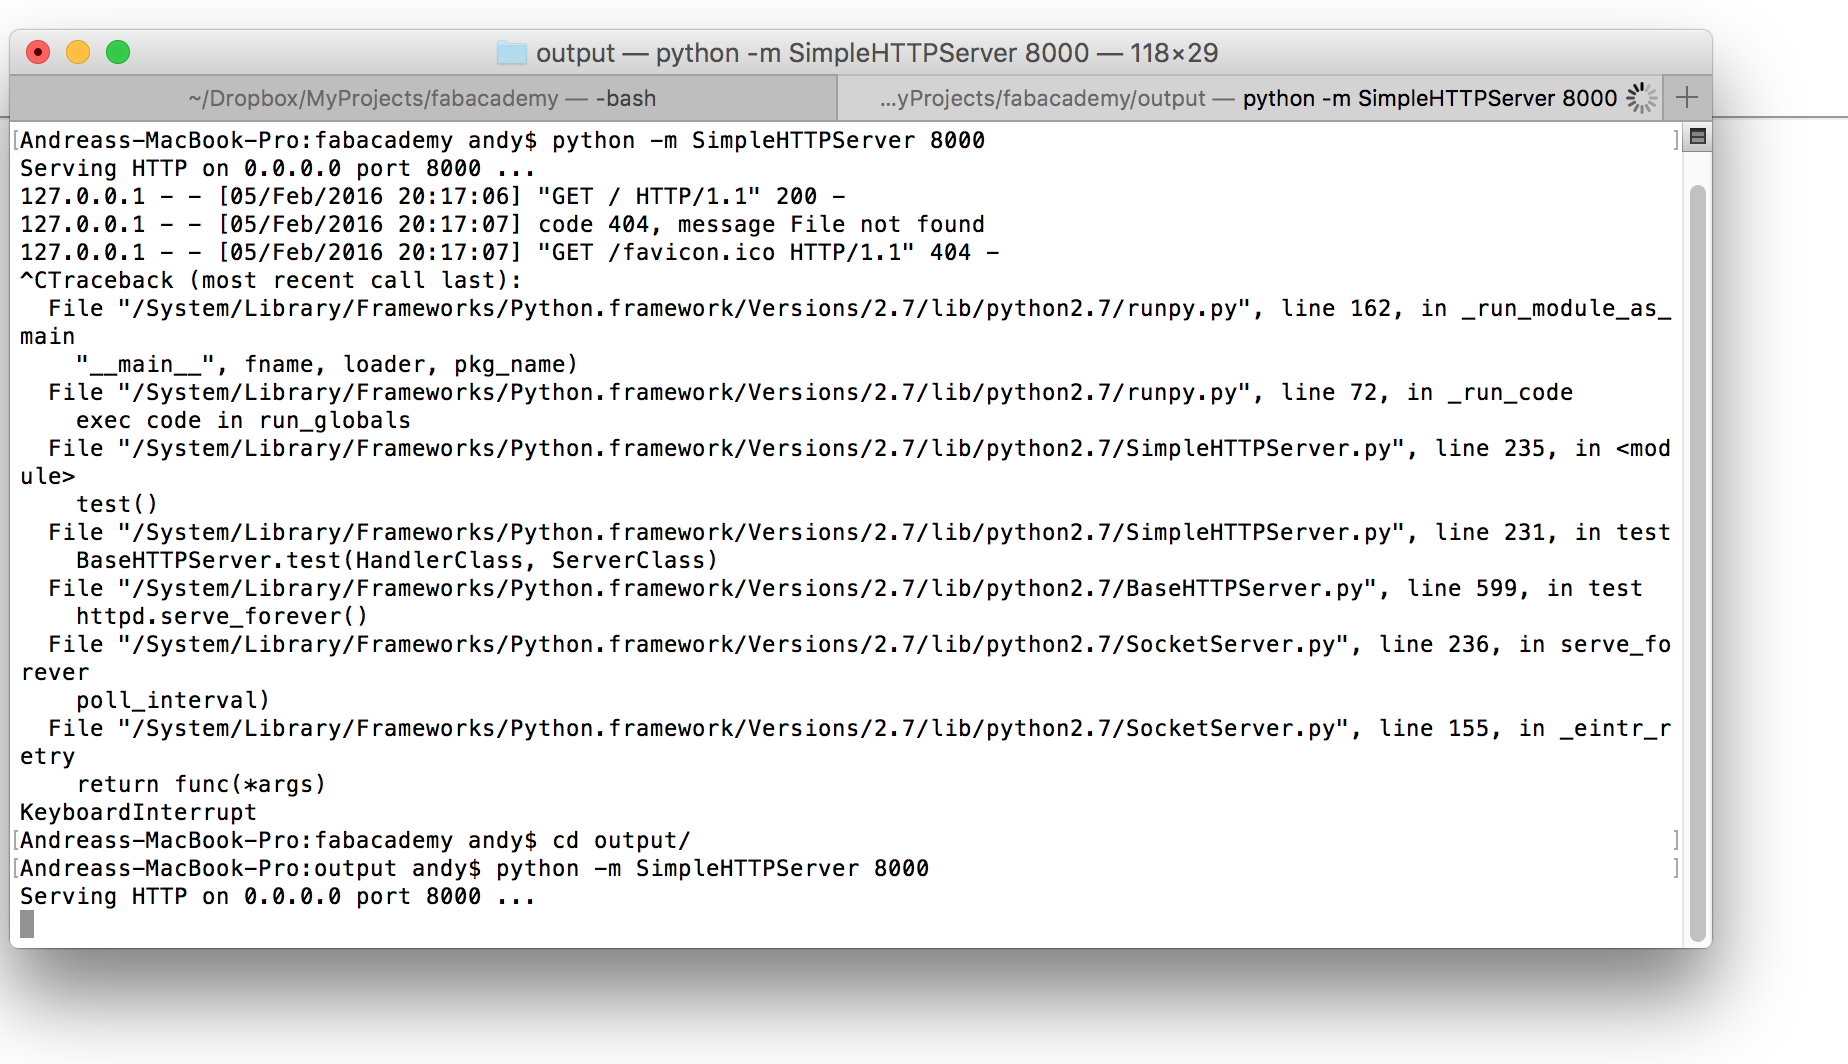 output — python -m SimpleHTTPServer 8000 — 118×29
~/Dropbox/MyProjects/fabacademy — -bash
...yProjects/fabacademy/output — python -m SimpleHTTPServer 8000
[Andreass-MacBook-Pro:fabacademy andy$ python -m SimpleHTTPServer 8000 ]
Serving HTTP on 0.0.0.0 port 8000 ...
127.0.0.1 - - [05/Feb/2016 20:17:06] "GET / HTTP/1.1" 200 -
127.0.0.1 - - [05/Feb/2016 20:17:07] code 404, message File not found
127.0.0.1 - - [05/Feb/2016 20:17:07] "GET /favicon.ico HTTP/1.1" 404 -
^CTraceback (most recent call last):
  File "/System/Library/Frameworks/Python.framework/Versions/2.7/lib/python2.7/runpy.py", line 162, in _run_module_as_
main
    "__main__", fname, loader, pkg_name)
  File "/System/Library/Frameworks/Python.framework/Versions/2.7/lib/python2.7/runpy.py", line 72, in _run_code
    exec code in run_globals
  File "/System/Library/Frameworks/Python.framework/Versions/2.7/lib/python2.7/SimpleHTTPServer.py", line 235, in <mod
ule>
    test()
  File "/System/Library/Frameworks/Python.framework/Versions/2.7/lib/python2.7/SimpleHTTPServer.py", line 231, in test
    BaseHTTPServer.test(HandlerClass, ServerClass)
  File "/System/Library/Frameworks/Python.framework/Versions/2.7/lib/python2.7/BaseHTTPServer.py", line 599, in test
    httpd.serve_forever()
  File "/System/Library/Frameworks/Python.framework/Versions/2.7/lib/python2.7/SocketServer.py", line 236, in serve_fo
rever
    poll_interval)
  File "/System/Library/Frameworks/Python.framework/Versions/2.7/lib/python2.7/SocketServer.py", line 155, in _eintr_r
etry
    return func(*args)
KeyboardInterrupt
[Andreass-MacBook-Pro:fabacademy andy$ cd output/ ]
[Andreass-MacBook-Pro:output andy$ python -m SimpleHTTPServer 8000 ]
Serving HTTP on 0.0.0.0 port 8000 ...